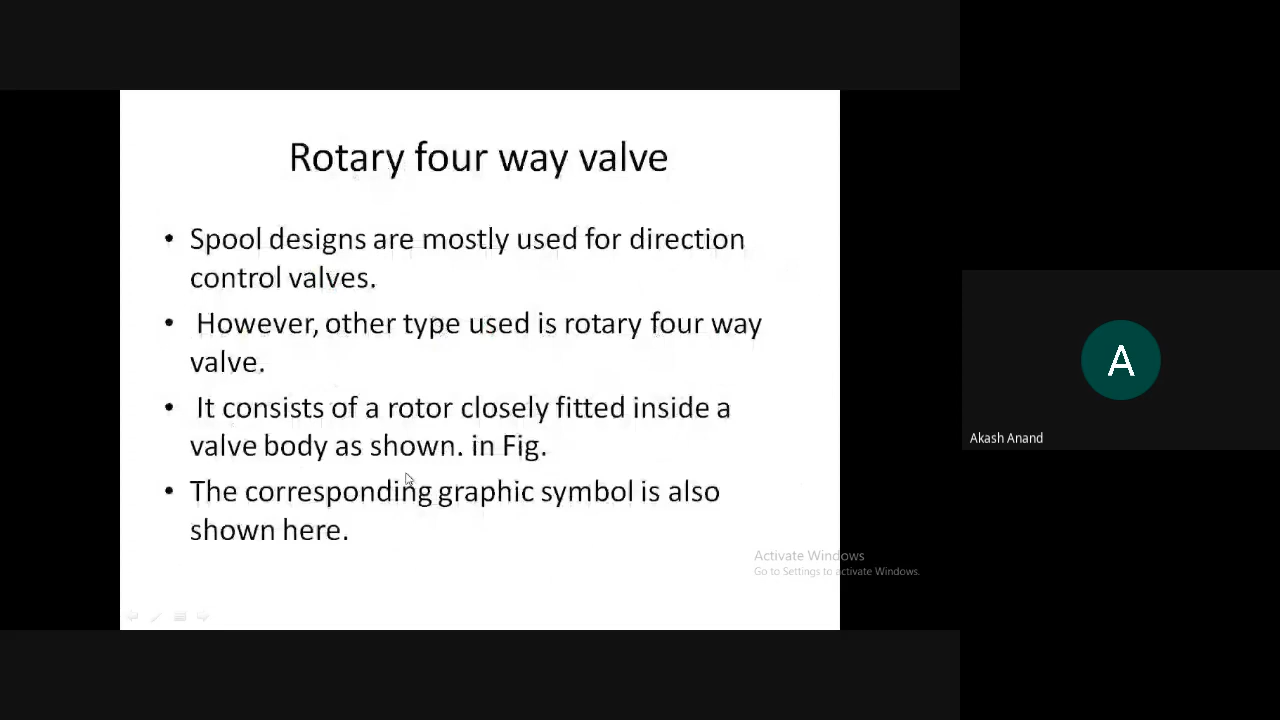 Rotary four way valve
• Spool designs are mostly used for direction
control valves.
• However, other type used is rotary four way
valve.
• It consists of a rotor closely fitted inside a
valve body as shown. in Fig.
• The corresponding graphic symbol is also
shown here.
Activate Windows
Go to Settings to activate Windows.
A
Akash Anand